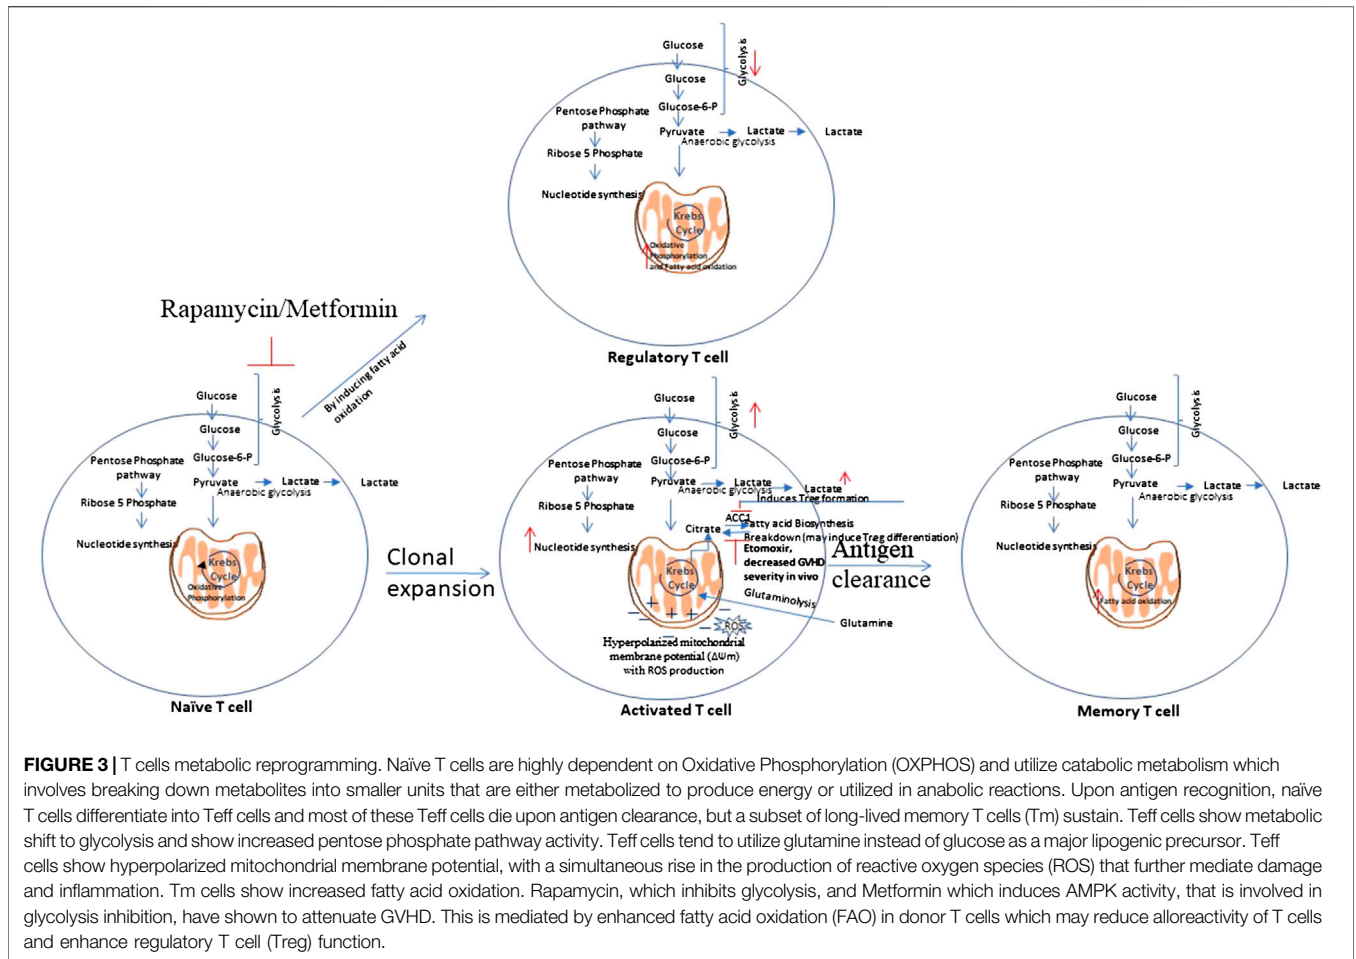 Glucose
Glucose
Glucose-6-P
Glycolysis
Pentose Phosphate
pathway
Pyruvate
Lactate
Lactate
Anaerobic glycolysis
Ribose 5 Phosphate
Nucleotide synthesis
Krebs
Cycle
Oxidative
Phosphorylation
and Fatty acid oxidation
Regulatory T cell
Rapamycin/Metformin
By inducing fatty acid
oxidation
Glucose
Glucose
Glucose-6-P
Glycolysis
Pentose Phosphate
pathway
Pyruvate
Lactate
Lactate
Anaerobic glycolysis
Ribose 5 Phosphate
Nucleotide synthesis
Krebs
Cycle
Oxidative
Phosphorylation
Naïve T cell
Clonal
expansion
Glucose
Glucose
Glucose-6-P
Glycolysis
Pentose Phosphate
pathway
Pyruvate
Lactate
Lactate
Anaerobic glycolysis
Induces Treg formation
Ribose 5 Phosphate
Nucleotide synthesis
ACC1
Citrate
Fatty acid Biosynthesis
Breakdown(may induce Treg differentiation)
Etomoxir,
decreased GVHD
severity in vivo
Krebs
Cycle
Glutaminolysis
Glutamine
+ + + +
− − − − −
ROS
Hyperpolarized mitochondrial
membrane potential (ΔΨm)
with ROS production
Activated T cell
Antigen
clearance
Glucose
Glucose
Glucose-6-P
Glycolysis
Pentose Phosphate
pathway
Pyruvate
Lactate
Lactate
Anaerobic glycolysis
Ribose 5 Phosphate
Nucleotide synthesis
Krebs
Cycle
Fatty acid oxidation
Memory T cell
FIGURE 3 | T cells metabolic reprogramming. Naïve T cells are highly dependent on Oxidative Phosphorylation (OXPHOS) and utilize catabolic metabolism which
involves breaking down metabolites into smaller units that are either metabolized to produce energy or utilized in anabolic reactions. Upon antigen recognition, naïve
T cells differentiate into Teff cells and most of these Teff cells die upon antigen clearance, but a subset of long-lived memory T cells (Tm) sustain. Teff cells show metabolic
shift to glycolysis and show increased pentose phosphate pathway activity. Teff cells tend to utilize glutamine instead of glucose as a major lipogenic precursor. Teff
cells show hyperpolarized mitochondrial membrane potential, with a simultaneous rise in the production of reactive oxygen species (ROS) that further mediate damage
and inflammation. Tm cells show increased fatty acid oxidation. Rapamycin, which inhibits glycolysis, and Metformin which induces AMPK activity, that is involved in
glycolysis inhibition, have shown to attenuate GVHD. This is mediated by enhanced fatty acid oxidation (FAO) in donor T cells which may reduce alloreactivity of T cells
and enhance regulatory T cell (Treg) function.